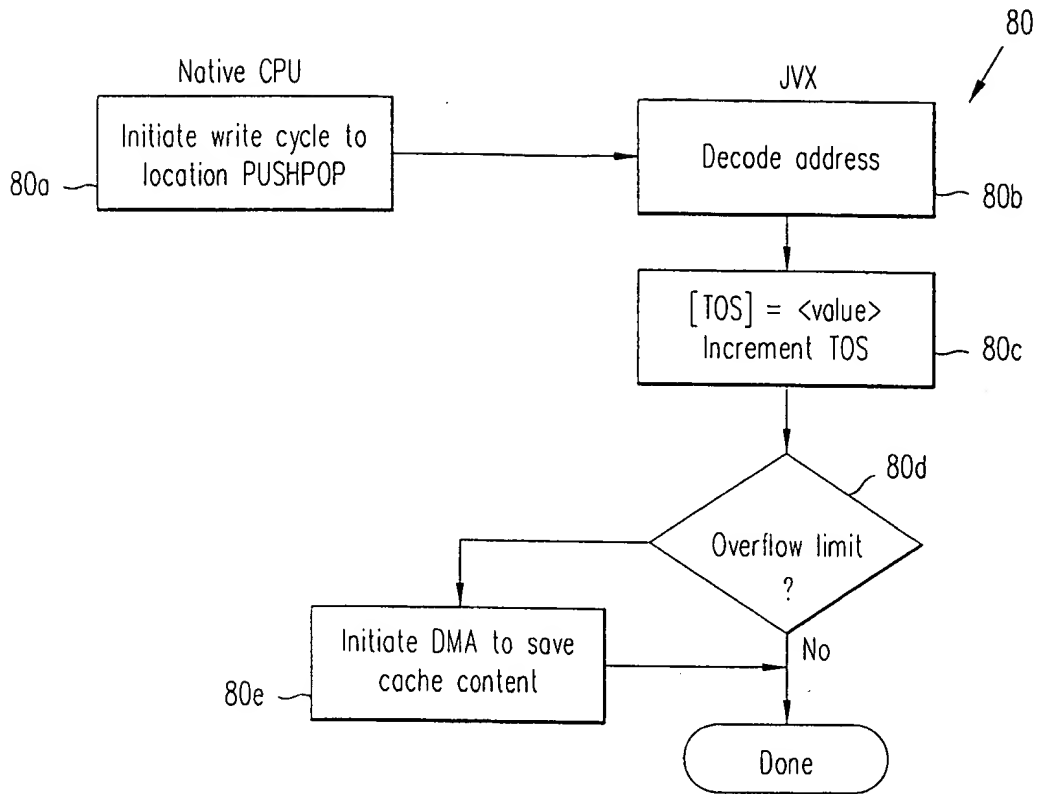 80
Native CPU
JVX
Initiate write cycle to
location PUSHPOP
80a
Decode address
80b
[TOS] = <value>
Increment TOS
80c
80d
Overflow limit
?
Initiate DMA to save
cache content
80e
No
Done